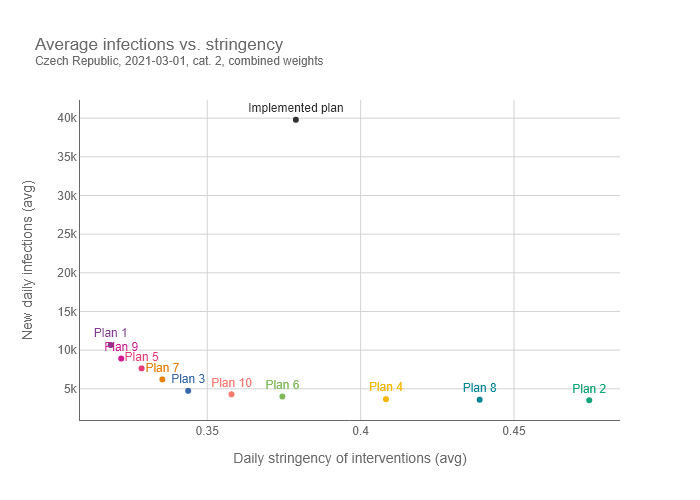 Average infections vs. stringency
Czech Republic, 2021-03-01, cat. 2, combined weights
Implemented plan
40k
35k
30k
25k
20k
15k
10k
5k
New daily infections (avg)
Plan 1
Plan 9
Plan 5
Plan 7
Plan 3
Plan 10
Plan 6
Plan 4
Plan 8
Plan 2
0.35
0.4
0.45
Daily stringency of interventions (avg)